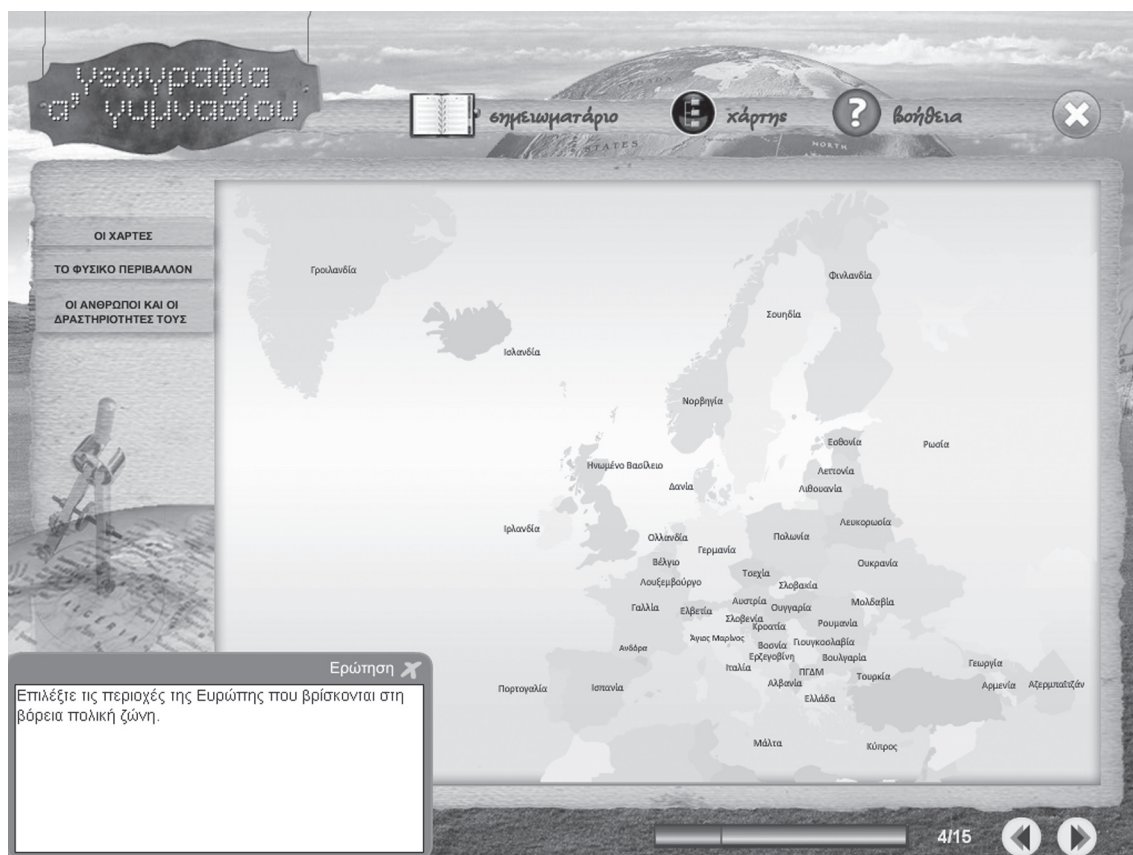 γεωγραφία
α' γυμνασίου
σημειωματάριο
χάρτης
βοήθεια
STATES
NORTH
ΟΙ ΧΑΡΤΕΣ
ΤΟ ΦΥΣΙΚΟ ΠΕΡΙΒΑΛΛΟΝ
ΟΙ ΑΝΘΡΩΠΟΙ ΚΑΙ ΟΙ
ΔΡΑΣΤΗΡΙΟΤΗΤΕΣ ΤΟΥΣ
Γροιλανδία
Φινλανδία
Σουηδία
Ισλανδία
Νορβηγία
Εσθονία
Ρωσία
Ηνωμένο Βασίλειο
Λεττονία
Δανία
Λιθουανία
Ιρλανδία
Λευκορωσία
Ολλανδία
Πολωνία
Γερμανία
Βέλγιο
Ουκρανία
Τσεχία
Λουξεμβούργο
Σλοβαχία
Γαλλία
Ελβετία
Αυστρία
Ουγγαρία
Μολδαβία
Σλοβενία
Κροατία
Ρουμανία
Άγιος Μαρίνος
Ανδόρα
Βοσνία
Γιουγκοσλαβία
Ερζεγοβίνη
Βουλγαρία
Ιταλία
ΠΓΔΜ
Τουρκία
Γεωργία
Πορτογαλία
Ισπανία
Αλβανία
Αρμενία
Αζερμπαϊτζάν
Ελλάδα
Μάλτα
Κύπρος
ALGERIA
Ερώτηση
Επιλέξτε τις περιοχές της Ευρώπης που βρίσκονται στη
βόρεια πολική ζώνη.
4/15